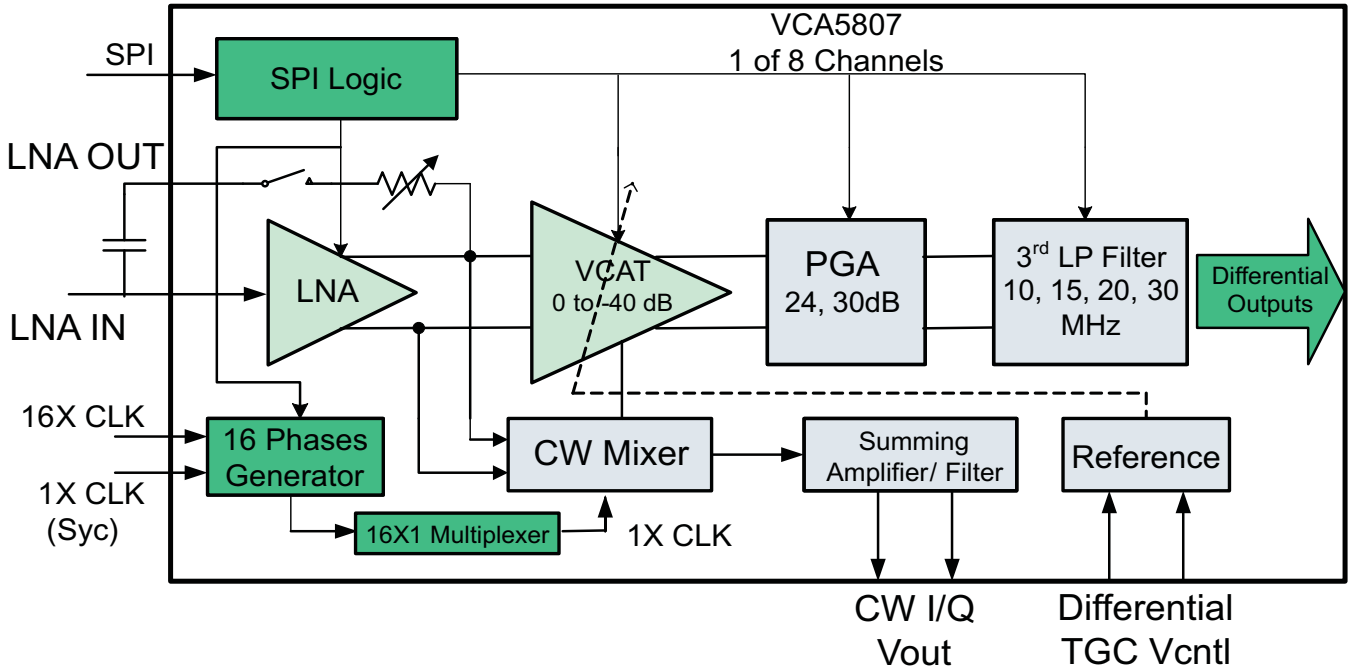 VCA5807
1 of 8 Channels
SPI
SPI Logic
LNA OUT
LNA IN
LNA
VCAT
0 to -40 dB
PGA
24, 30dB
3rd LP Filter
10, 15, 20, 30
MHz
Differential
Outputs
16X CLK
1X CLK
(Syc)
16 Phases
Generator
16X1 Multiplexer
CW Mixer
1X CLK
Summing
Amplifier/ Filter
Reference
CW I/Q
Vout
Differential
TGC Vcntl